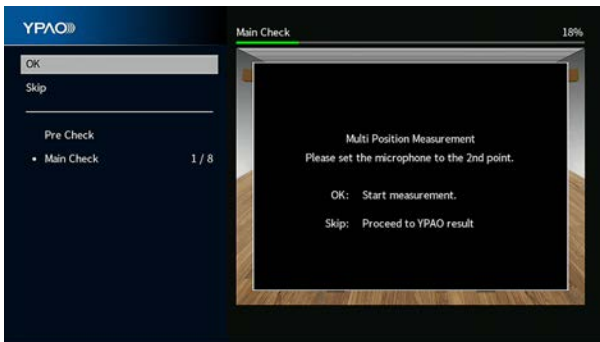 YPAO
Main Check 18%
OK
Skip
Pre Check
• Main Check 1 / 8
Multi Position Measurement
Please set the microphone to the 2nd point.
OK: Start measurement.
Skip: Proceed to YPAO result